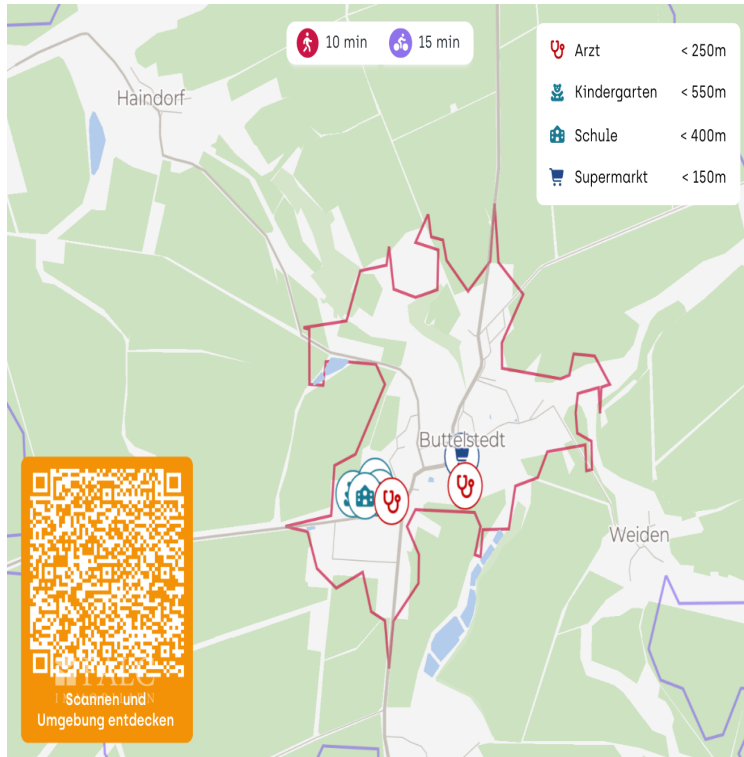 10 min
15 min
Arzt < 250m
Kindergarten < 550m
Schule < 400m
Supermarkt < 150m
Haindorf
Buttelstedt
Weiden
Scannen und
Umgebung entdecken